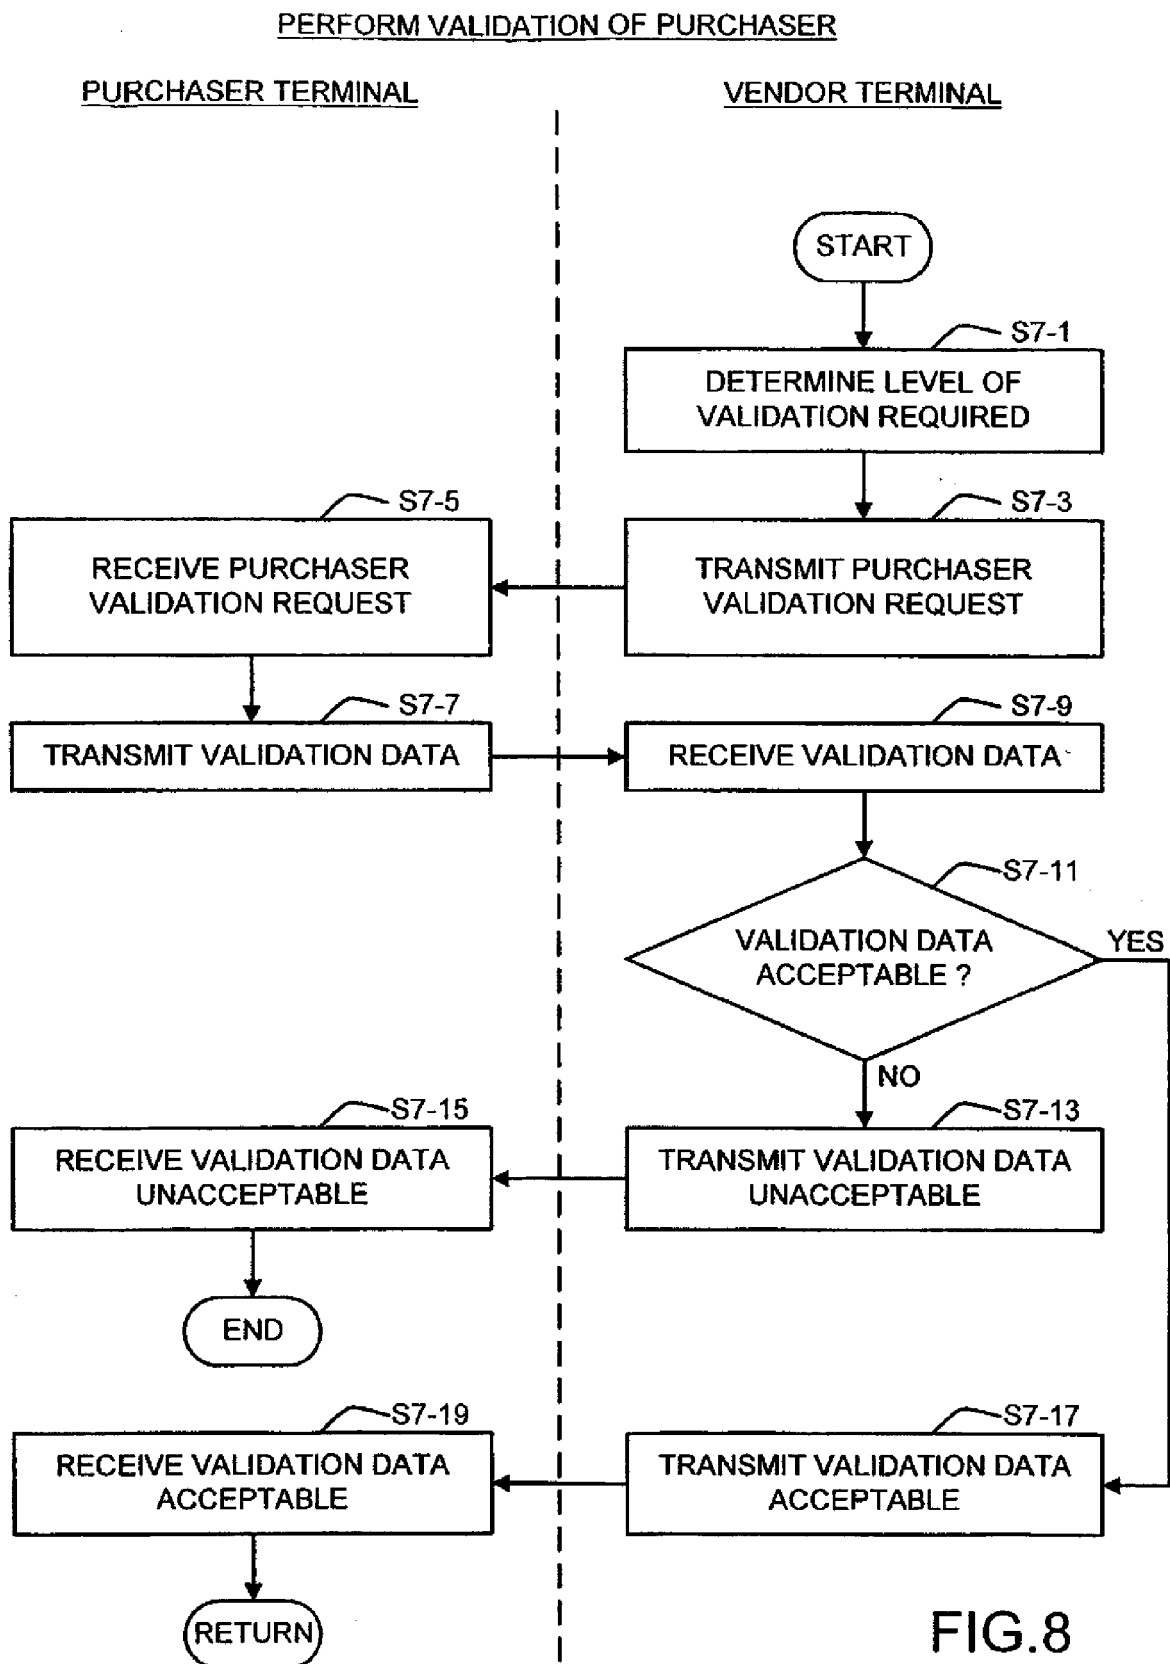 PERFORM VALIDATION OF PURCHASER
PURCHASER TERMINAL
VENDOR TERMINAL
START
S7-1
DETERMINE LEVEL OF
VALIDATION REQUIRED
S7-5
RECEIVE PURCHASER
VALIDATION REQUEST
S7-3
TRANSMIT PURCHASER
VALIDATION REQUEST
S7-7
TRANSMIT VALIDATION DATA
S7-9
RECEIVE VALIDATION DATA
S7-11
VALIDATION DATA
ACCEPTABLE ?
YES
NO
S7-15
RECEIVE VALIDATION DATA
UNACCEPTABLE
S7-13
TRANSMIT VALIDATION DATA
UNACCEPTABLE
END
S7-19
RECEIVE VALIDATION DATA
ACCEPTABLE
S7-17
TRANSMIT VALIDATION DATA
ACCEPTABLE
RETURN
FIG.8